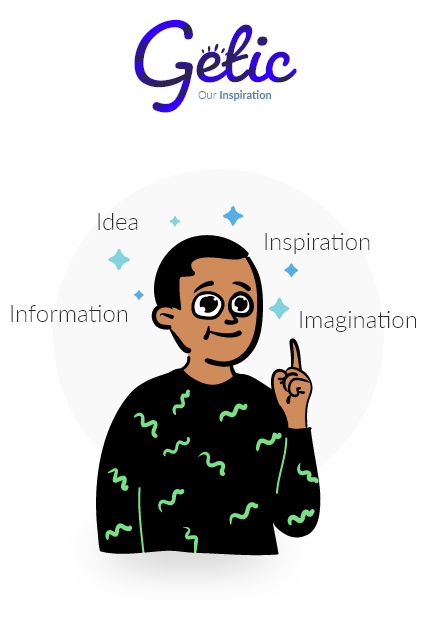 Getic
Our Inspiration
Idea
Inspiration
Information
Imagination